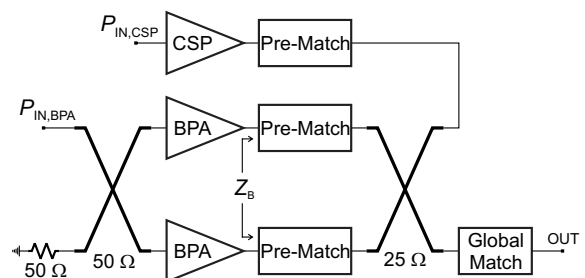 P_IN,CSP
CSP
Pre-Match
P_IN,BPA
BPA
Pre-Match
Z_B
BPA
Pre-Match
50 Ω
50 Ω
25 Ω
Global
Match
OUT